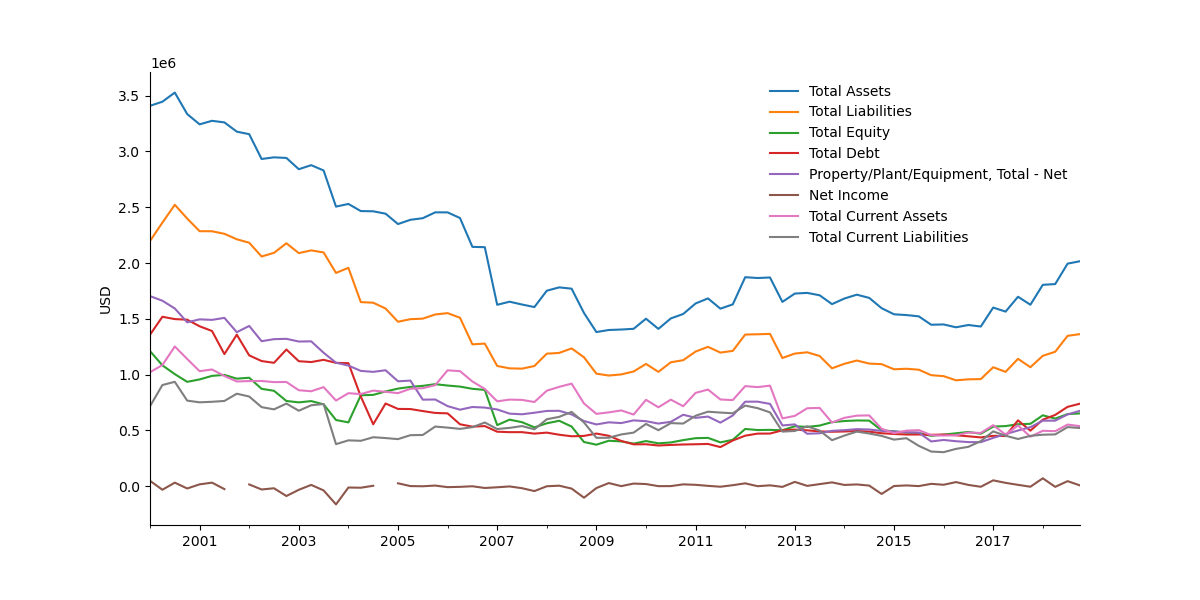 1e6
3.5
3.0
2.5
2.0
1.5
1.0
0.5
0.0
USD
2001 2003 2005 2007 2009 2011 2013 2015 2017
Total Assets
Total Liabilities
Total Equity
Total Debt
Property/Plant/Equipment, Total - Net
Net Income
Total Current Assets
Total Current Liabilities